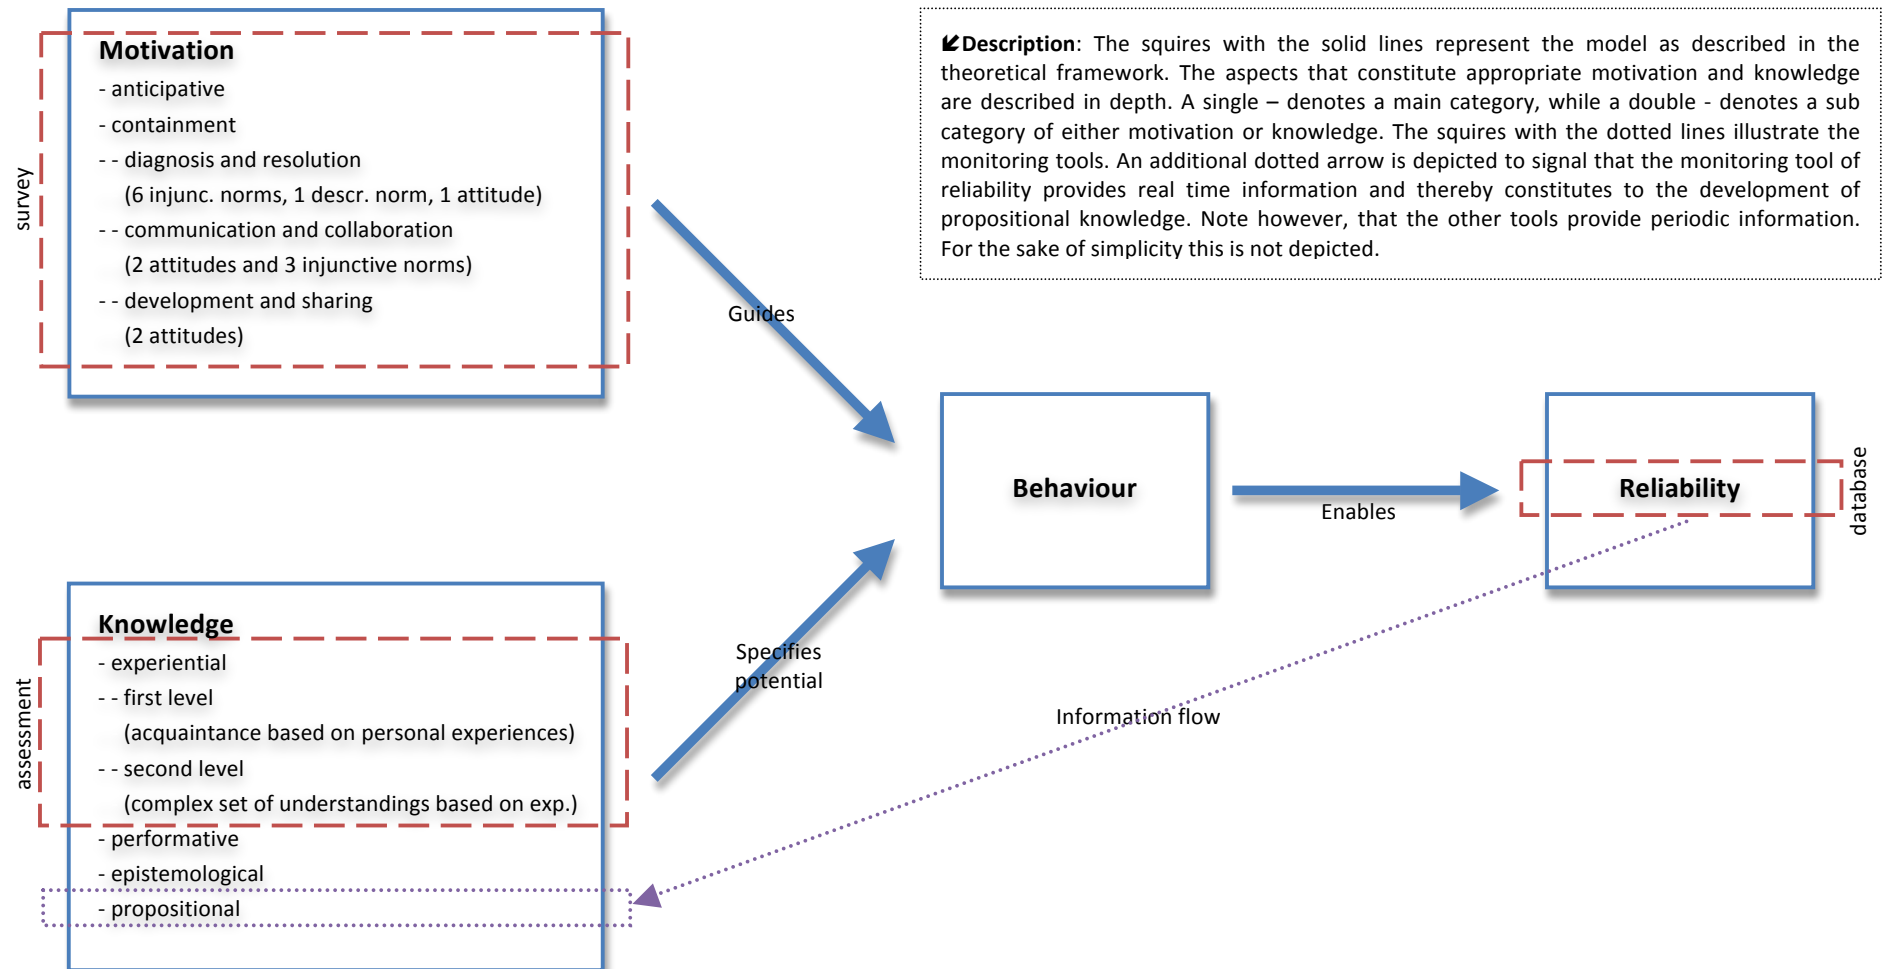 Motivation
- anticipative
- containment
- - diagnosis and resolution
(6 injunc. norms, 1 descr. norm, 1 attitude)
- - communication and collaboration
(2 attitudes and 3 injunctive norms)
- - development and sharing
(2 attitudes)
survey
↙Description: The squires with the solid lines represent the model as described in the
theoretical framework. The aspects that constitute appropriate motivation and knowledge
are described in depth. A single – denotes a main category, while a double - denotes a sub
category of either motivation or knowledge. The squires with the dotted lines illustrate the
monitoring tools. An additional dotted arrow is depicted to signal that the monitoring tool of
reliability provides real time information and thereby constitutes to the development of
propositional knowledge. Note however, that the other tools provide periodic information.
For the sake of simplicity this is not depicted.
Guides
Behaviour
Enables
Reliability
database
Knowledge
- experiential
- - first level
(acquaintance based on personal experiences)
- - second level
(complex set of understandings based on exp.)
- performative
- epistemological
- propositional
assessment
Specifies
potential
Information flow